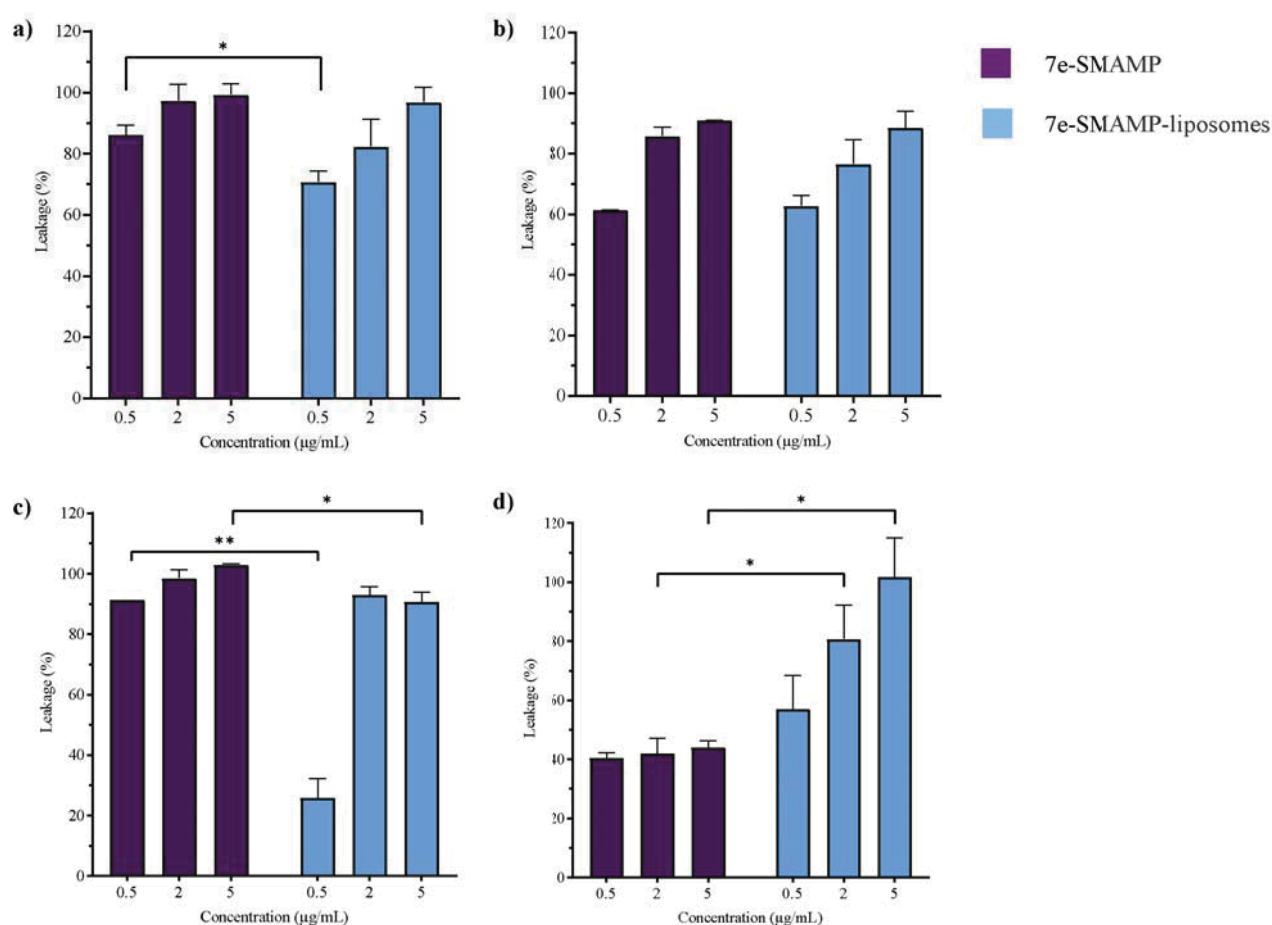 a)
*
120
100
80
60
40
20
0
Leakage (%)
0.5 2 5 0.5 2 5
Concentration (µg/mL)
b)
120
100
80
60
40
20
0
Leakage (%)
0.5 2 5 0.5 2 5
Concentration (µg/mL)
7e-SMAMP
7e-SMAMP-liposomes
c)
*
**
120
100
80
60
40
20
0
Leakage (%)
0.5 2 5 0.5 2 5
Concentration (µg/mL)
d)
*
*
120
100
80
60
40
20
0
Leakage (%)
0.5 2 5 0.5 2 5
Concentration (µg/mL)